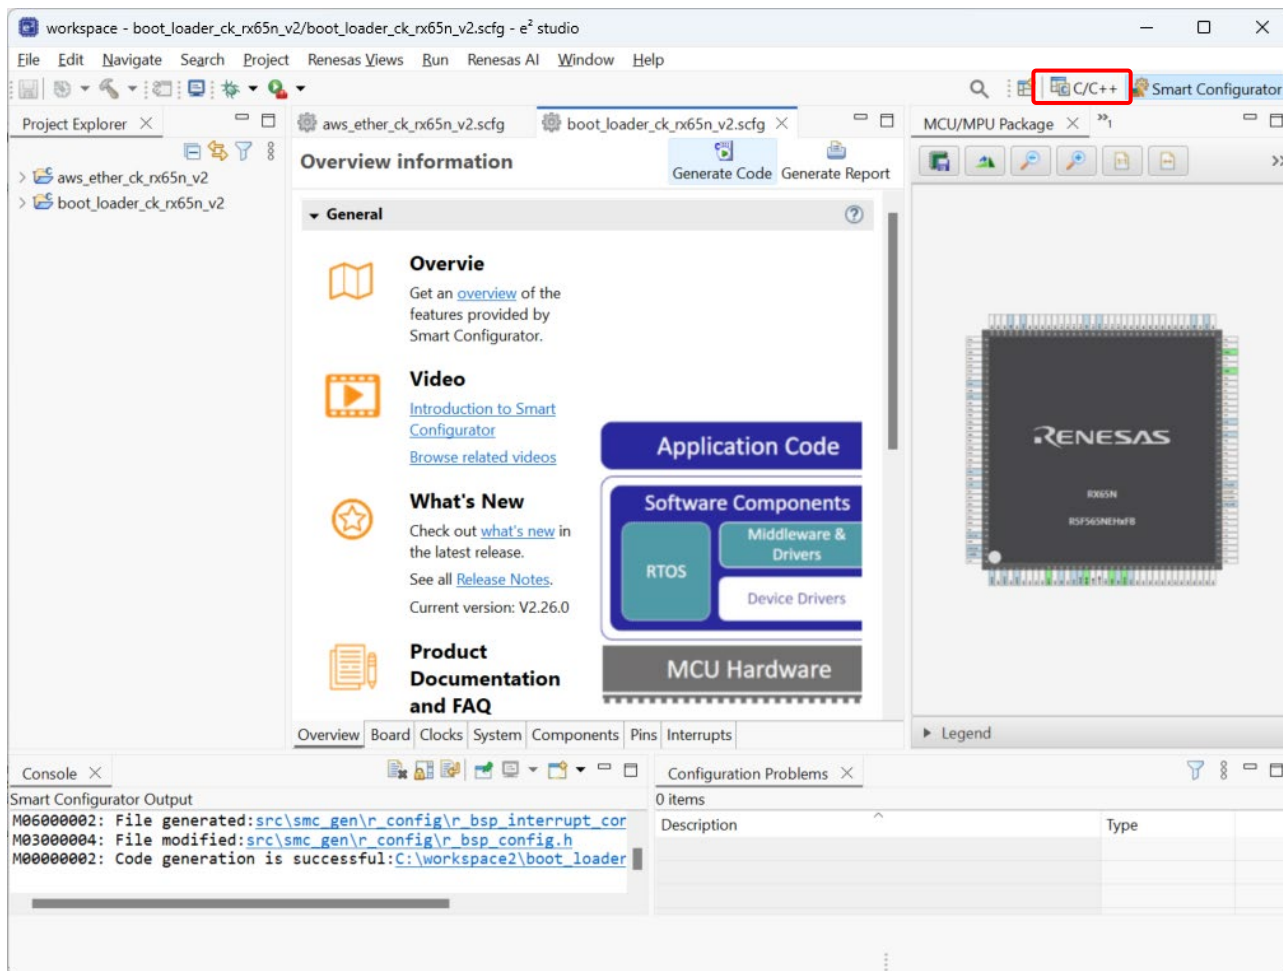 workspace - boot_loader_ck_rx65n_v2/boot_loader_ck_rx65n_v2.scfg - e² studio
File Edit Navigate Search Project Renesas Views Run Renesas AI Window Help
C/C++ Smart Configurator
Project Explorer
aws_ether_ck_rx65n_v2
boot_loader_ck_rx65n_v2
aws_ether_ck_rx65n_v2.scfg boot_loader_ck_rx65n_v2.scfg
Overview information
Generate Code Generate Report
General
Overvie
Get an overview of the
features provided by
Smart Configurator.
Video
Introduction to Smart
Configurator
Browse related videos
What's New
Check out what's new in
the latest release.
See all Release Notes.
Current version: V2.26.0
Product
Documentation
and FAQ
Application Code
Software Components
RTOS
Middleware &
Drivers
Device Drivers
MCU Hardware
Overview Board Clocks System Components Pins Interrupts
MCU/MPU Package
»1
RENESAS
RX65N
R5F565NEHxFB
Legend
Console
Smart Configurator Output
M06000002: File generated:src\smc_gen\r_config\r_bsp_interrupt_con
M03000004: File modified:src\smc_gen\r_config\r_bsp_config.h
M00000002: Code generation is successful:C:\workspace2\boot_loader
Configuration Problems
0 items
Description Type